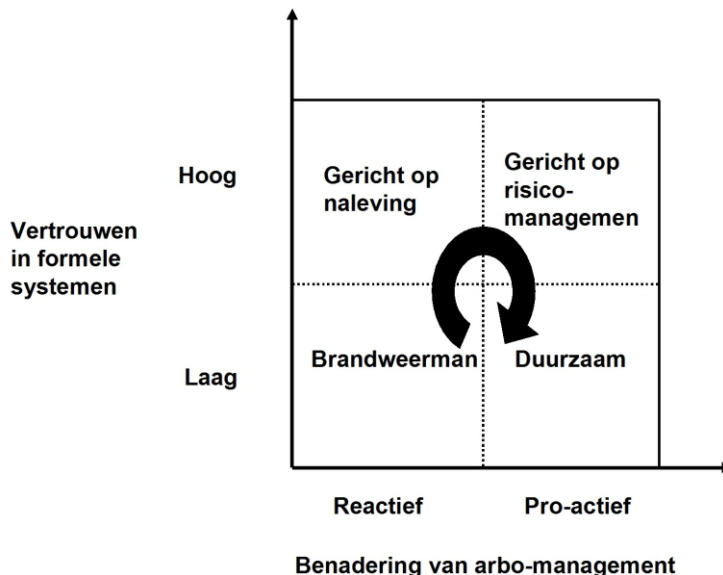 Hoog
Gericht op
naleving
Gericht op
risico-
managemen
Vertrouwen
in formele
systemen
Laag
Brandweerman
Duurzaam
Reactief
Pro-actief
Benadering van arbo-management